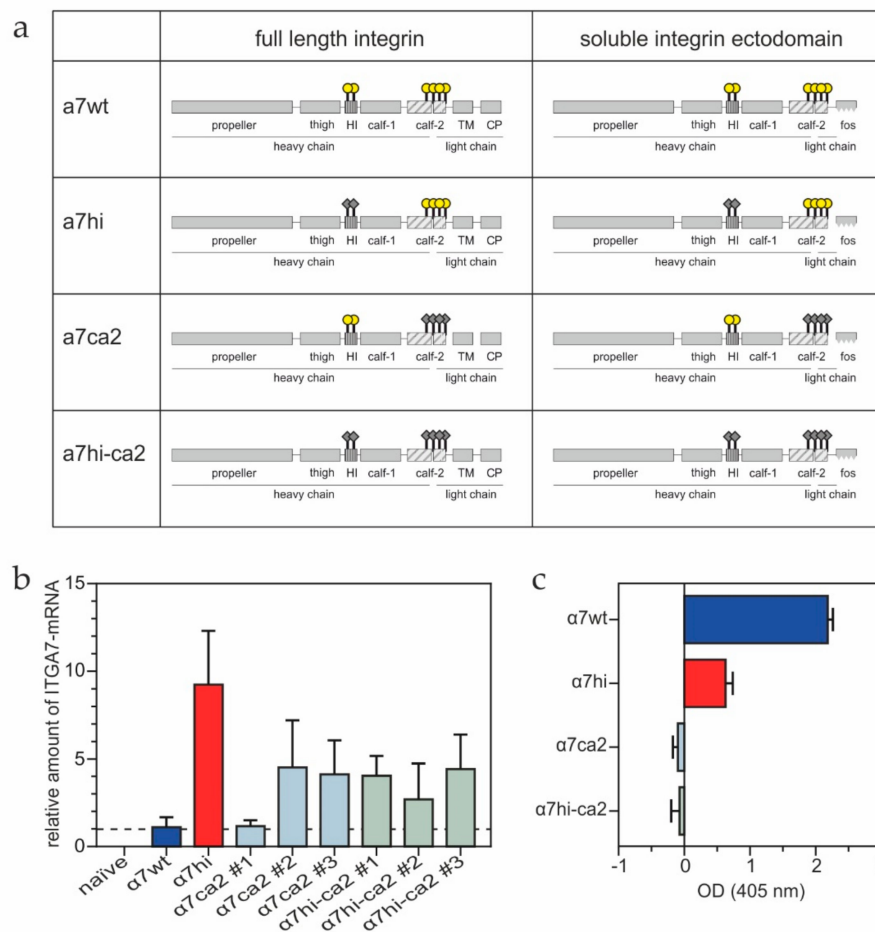 a
full length integrin
soluble integrin ectodomain
a7wt
propeller thigh HI calf-1 calf-2 TM CP
heavy chain light chain
propeller thigh HI calf-1 calf-2 fos
heavy chain light chain
a7hi
propeller thigh HI calf-1 calf-2 TM CP
heavy chain light chain
propeller thigh HI calf-1 calf-2 fos
heavy chain light chain
a7ca2
propeller thigh HI calf-1 calf-2 TM CP
heavy chain light chain
propeller thigh HI calf-1 calf-2 fos
heavy chain light chain
a7hi-ca2
propeller thigh HI calf-1 calf-2 TM CP
heavy chain light chain
propeller thigh HI calf-1 calf-2 fos
heavy chain light chain
b
relative amount of ITGA7-mRNA
15
10
5
0
naïve
α7wt
α7hi
α7ca2 #1
α7ca2 #2
α7ca2 #3
α7hi-ca2 #1
α7hi-ca2 #2
α7hi-ca2 #3
c
α7wt
α7hi
α7ca2
α7hi-ca2
-1 0 1 2
OD (405 nm)